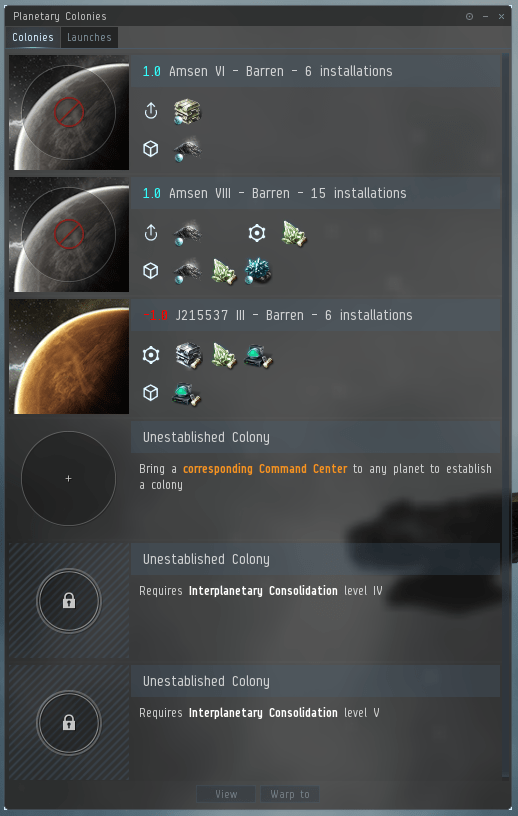 Planetary Colonies
Colonies Launches
1.0 Amsen VI - Barren - 6 installations
1.0 Amsen VIII - Barren - 15 installations
J215537 III - Barren - 6 installations
Unestablished Colony
Bring a corresponding Command Center to any planet to establish
a colony
Unestablished Colony
Requires Interplanetary Consolidation level IV
Unestablished Colony
Requires Interplanetary Consolidation level V
View Warp to